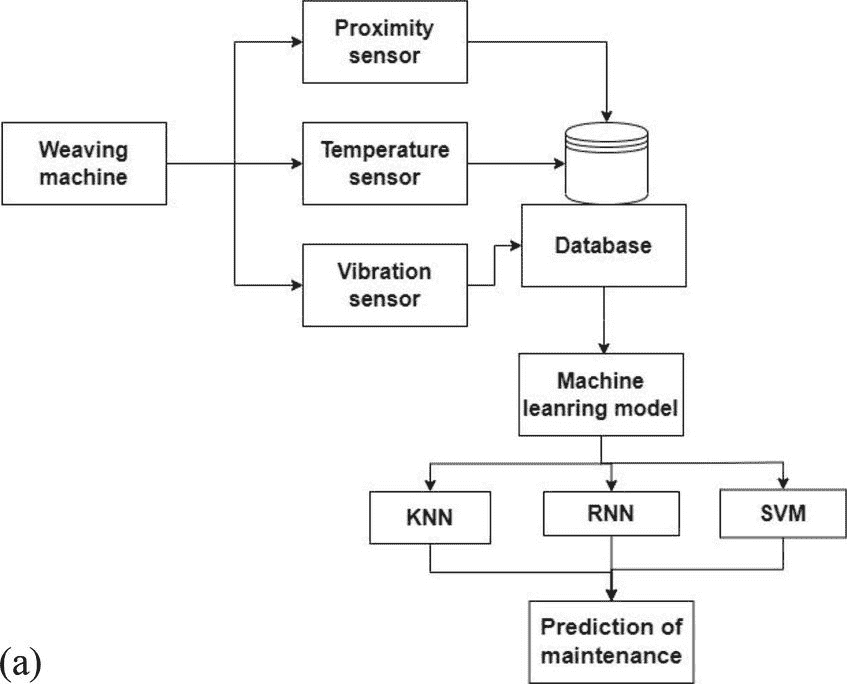 Proximity
sensor
Weaving
machine
Temperature
sensor
Vibration
sensor
Database
Machine
leanring model
KNN
RNN
SVM
Prediction of
maintenance
(a)